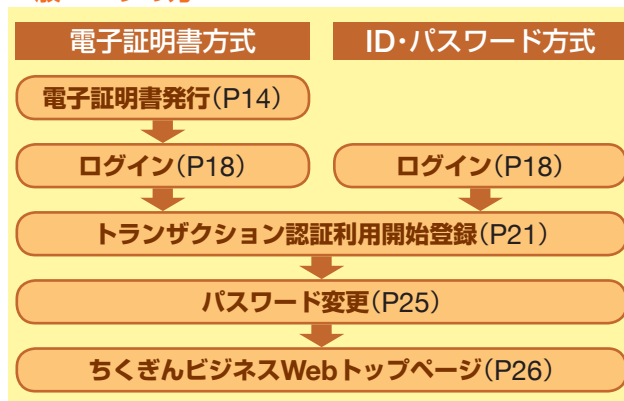 電子証明書方式
ID・パスワード方式
電子証明書発行(P14)
ログイン(P18)
ログイン(P18)
トランザクション認証利用開始登録(P21)
パスワード変更(P25)
ちくぎんビジネスWebトップページ(P26)